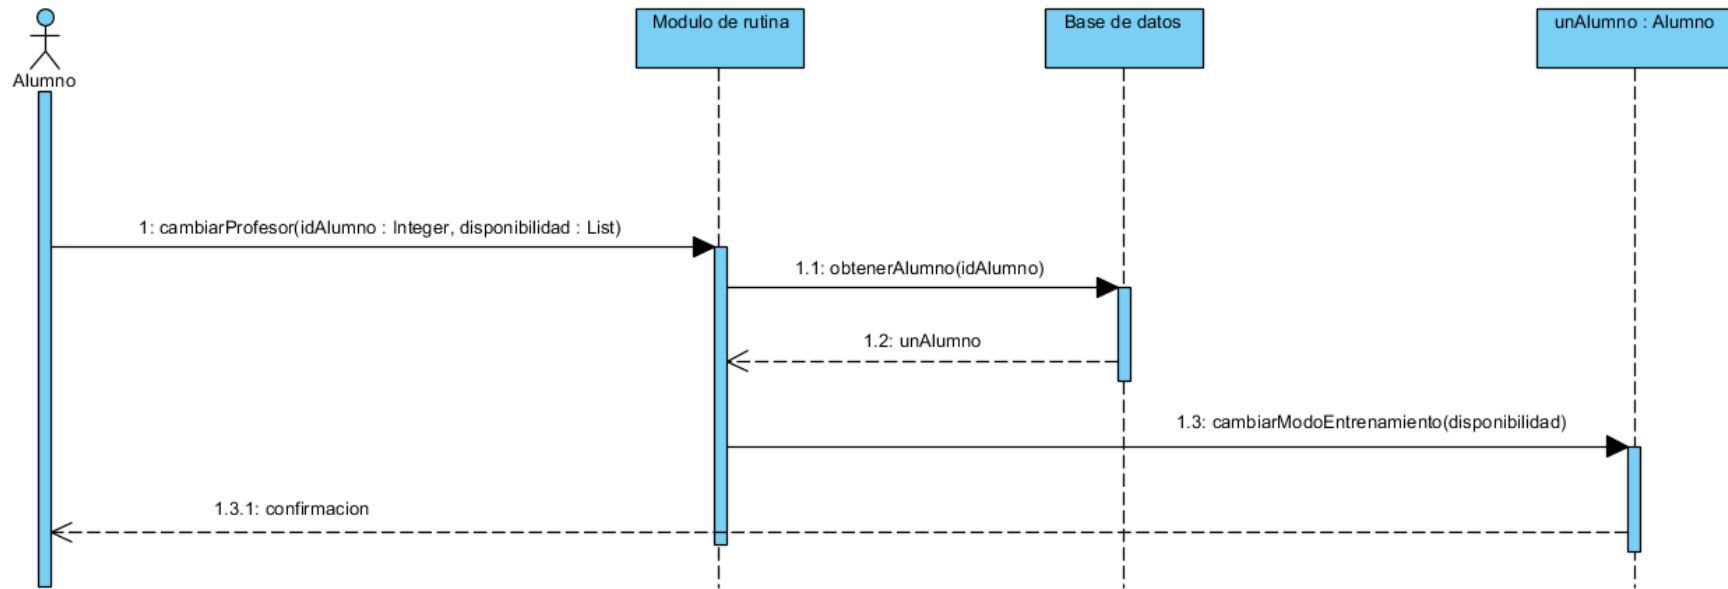 Alumno
Modulo de rutina
Base de datos
unAlumno : Alumno
1: cambiarProfesor(idAlumno : Integer, disponibilidad : List)
1.1: obtenerAlumno(idAlumno)
1.2: unAlumno
1.3: cambiarModoEntrenamiento(disponibilidad)
1.3.1: confirmacion